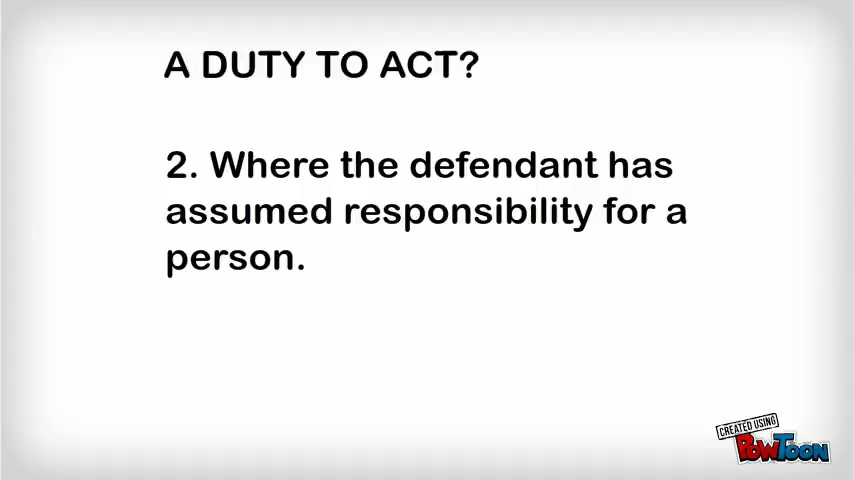 A DUTY TO ACT?
2. Where the defendant has
assumed responsibility for a
person.
CREATED USING
POWTOON